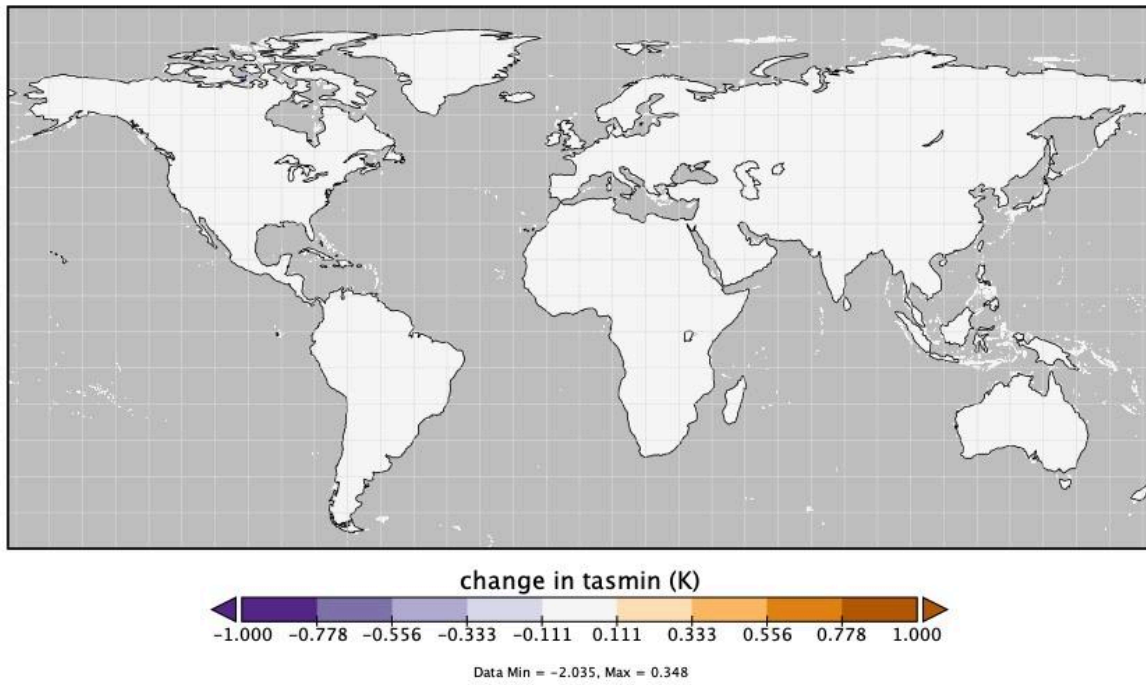 change in tasmin (K)
−1.000 −0.778 −0.556 −0.333 −0.111 0.111 0.333 0.556 0.778 1.000
Data Min = −2.035, Max = 0.348